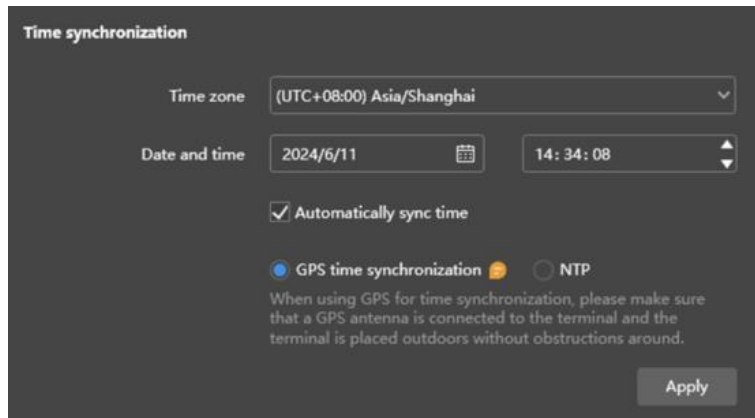 Time synchronization
Time zone
(UTC+08:00) Asia/Shanghai
Date and time
2024/6/11
14:34:08
Automatically sync time
GPS time synchronization
NTP
When using GPS for time synchronization, please make sure
that a GPS antenna is connected to the terminal and the
terminal is placed outdoors without obstructions around.
Apply